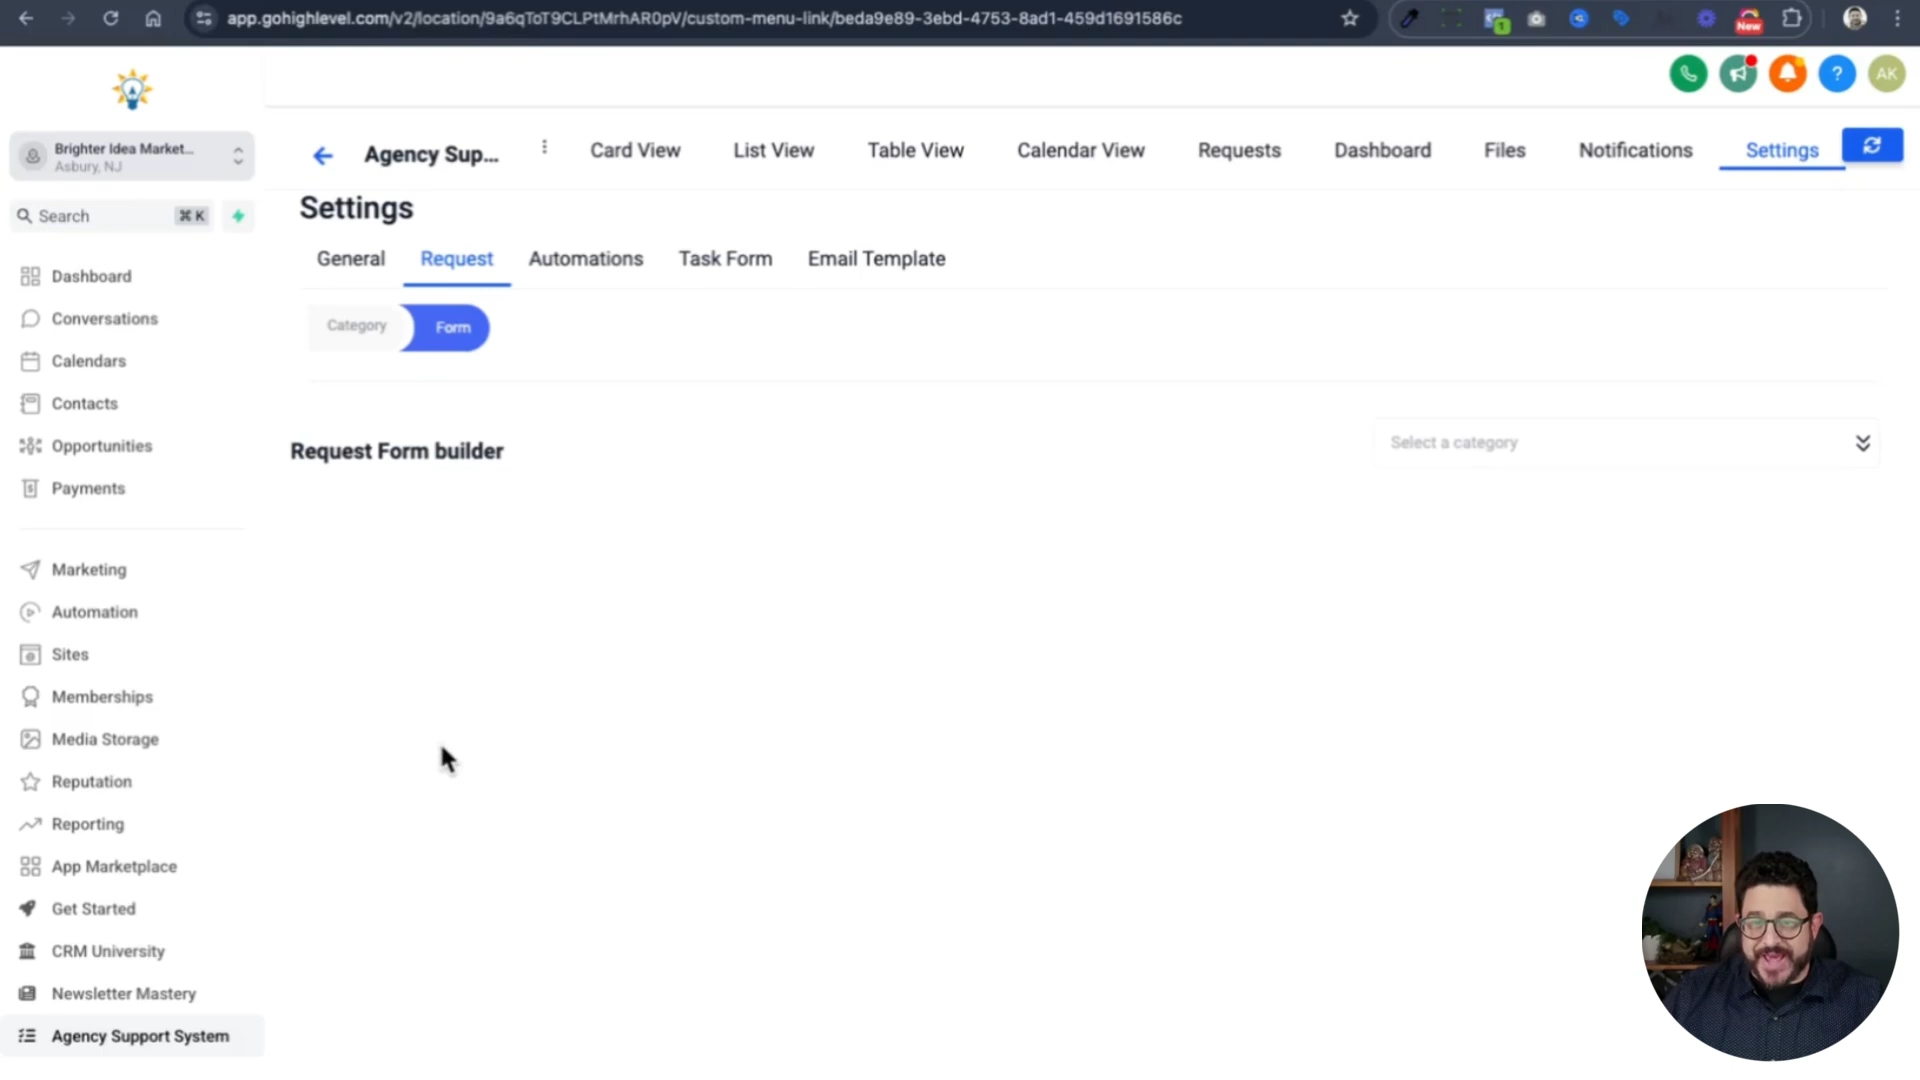 app.gohighlevel.com/v2/location/9a6qToT9CLPtMrhAR0pV/custom-menu-link/beda9e89-3ebd-4753-8ad1-459d1691586c
1
New
AK
Brighter Idea Market...
Asbury, NJ
Search
⌘ K
Dashboard
Conversations
Calendars
Contacts
Opportunities
Payments
Marketing
Automation
Sites
Memberships
Media Storage
Reputation
Reporting
App Marketplace
Get Started
CRM University
Newsletter Mastery
Agency Support System
Agency Sup...
Card View
List View
Table View
Calendar View
Requests
Dashboard
Files
Notifications
Settings
Settings
General
Request
Automations
Task Form
Email Template
Category
Form
Request Form builder
Select a category